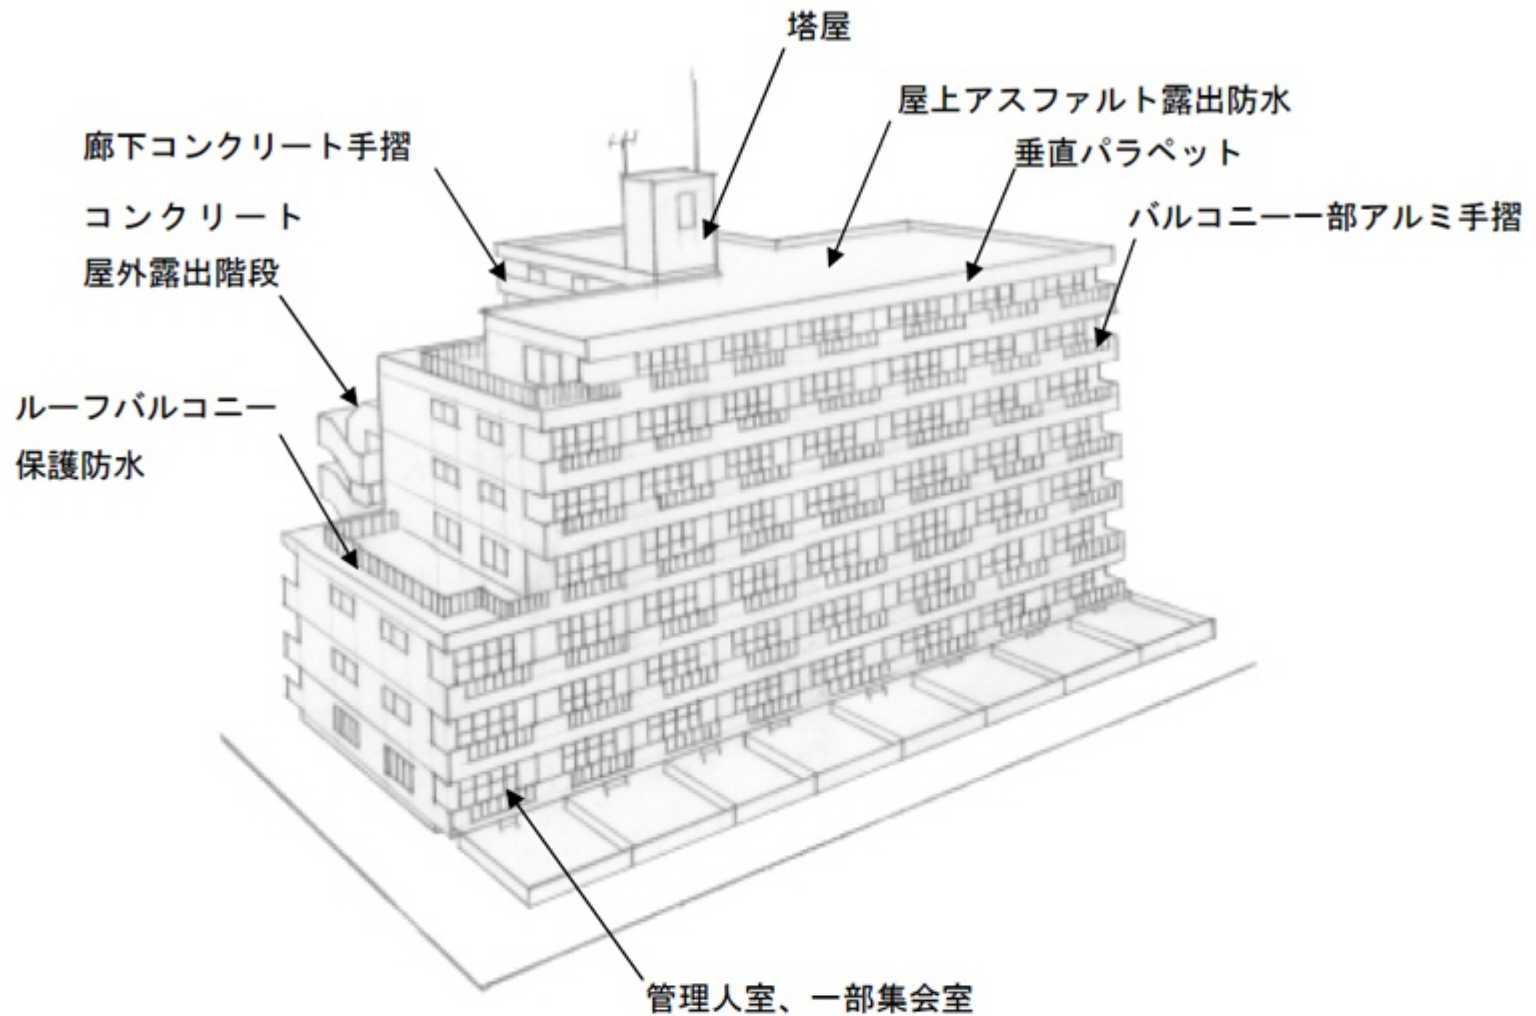 塔屋
屋上アスファルト露出防水
廊下コンクリート手摺
垂直パラペット
コンクリート
屋外露出階段
バルコニー一部アルミ手摺
ルーフバルコニー
保護防水
管理人室、一部集会室